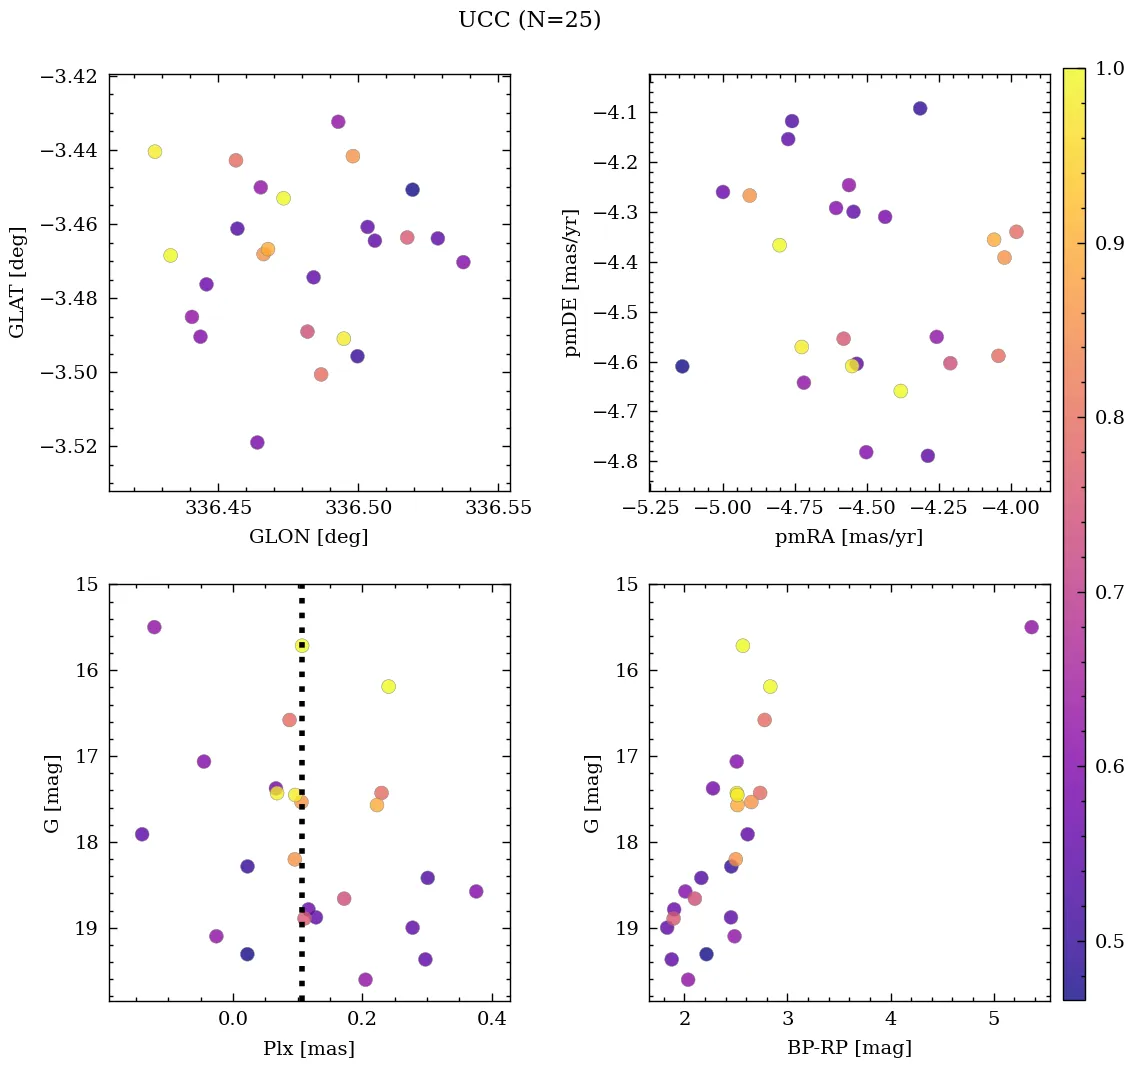 UCC (N=25)
−3.42
−3.44
−3.46
−3.48
−3.50
−3.52
GLAT [deg]
336.45 336.50 336.55
GLON [deg]
−4.1
−4.2
−4.3
−4.4
−4.5
−4.6
−4.7
−4.8
pmDE [mas/yr]
−5.25 −5.00 −4.75 −4.50 −4.25 −4.00
pmRA [mas/yr]
15
16
17
18
19
G [mag]
0.0 0.2 0.4
Plx [mas]
15
16
17
18
19
G [mag]
2 3 4 5
BP-RP [mag]
1.0
0.9
0.8
0.7
0.6
0.5